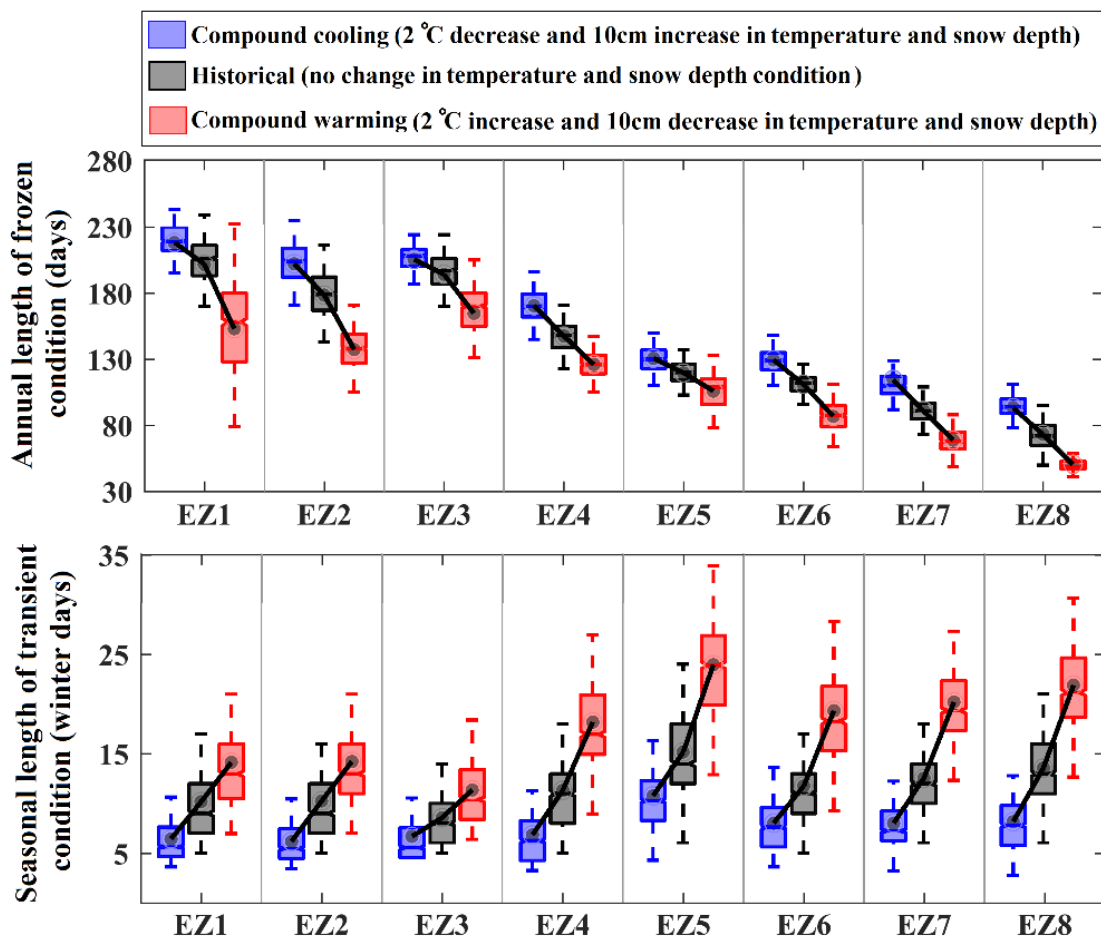 Compound cooling (2 °C decrease and 10cm increase in temperature and snow depth)
Historical (no change in temperature and snow depth condition)
Compound warming (2 °C increase and 10cm decrease in temperature and snow depth)
Annual length of frozen
condition (days)
280
230
180
130
80
30
EZ1 EZ2 EZ3 EZ4 EZ5 EZ6 EZ7 EZ8
Seasonal length of transient
condition (winter days)
35
25
15
5
EZ1 EZ2 EZ3 EZ4 EZ5 EZ6 EZ7 EZ8